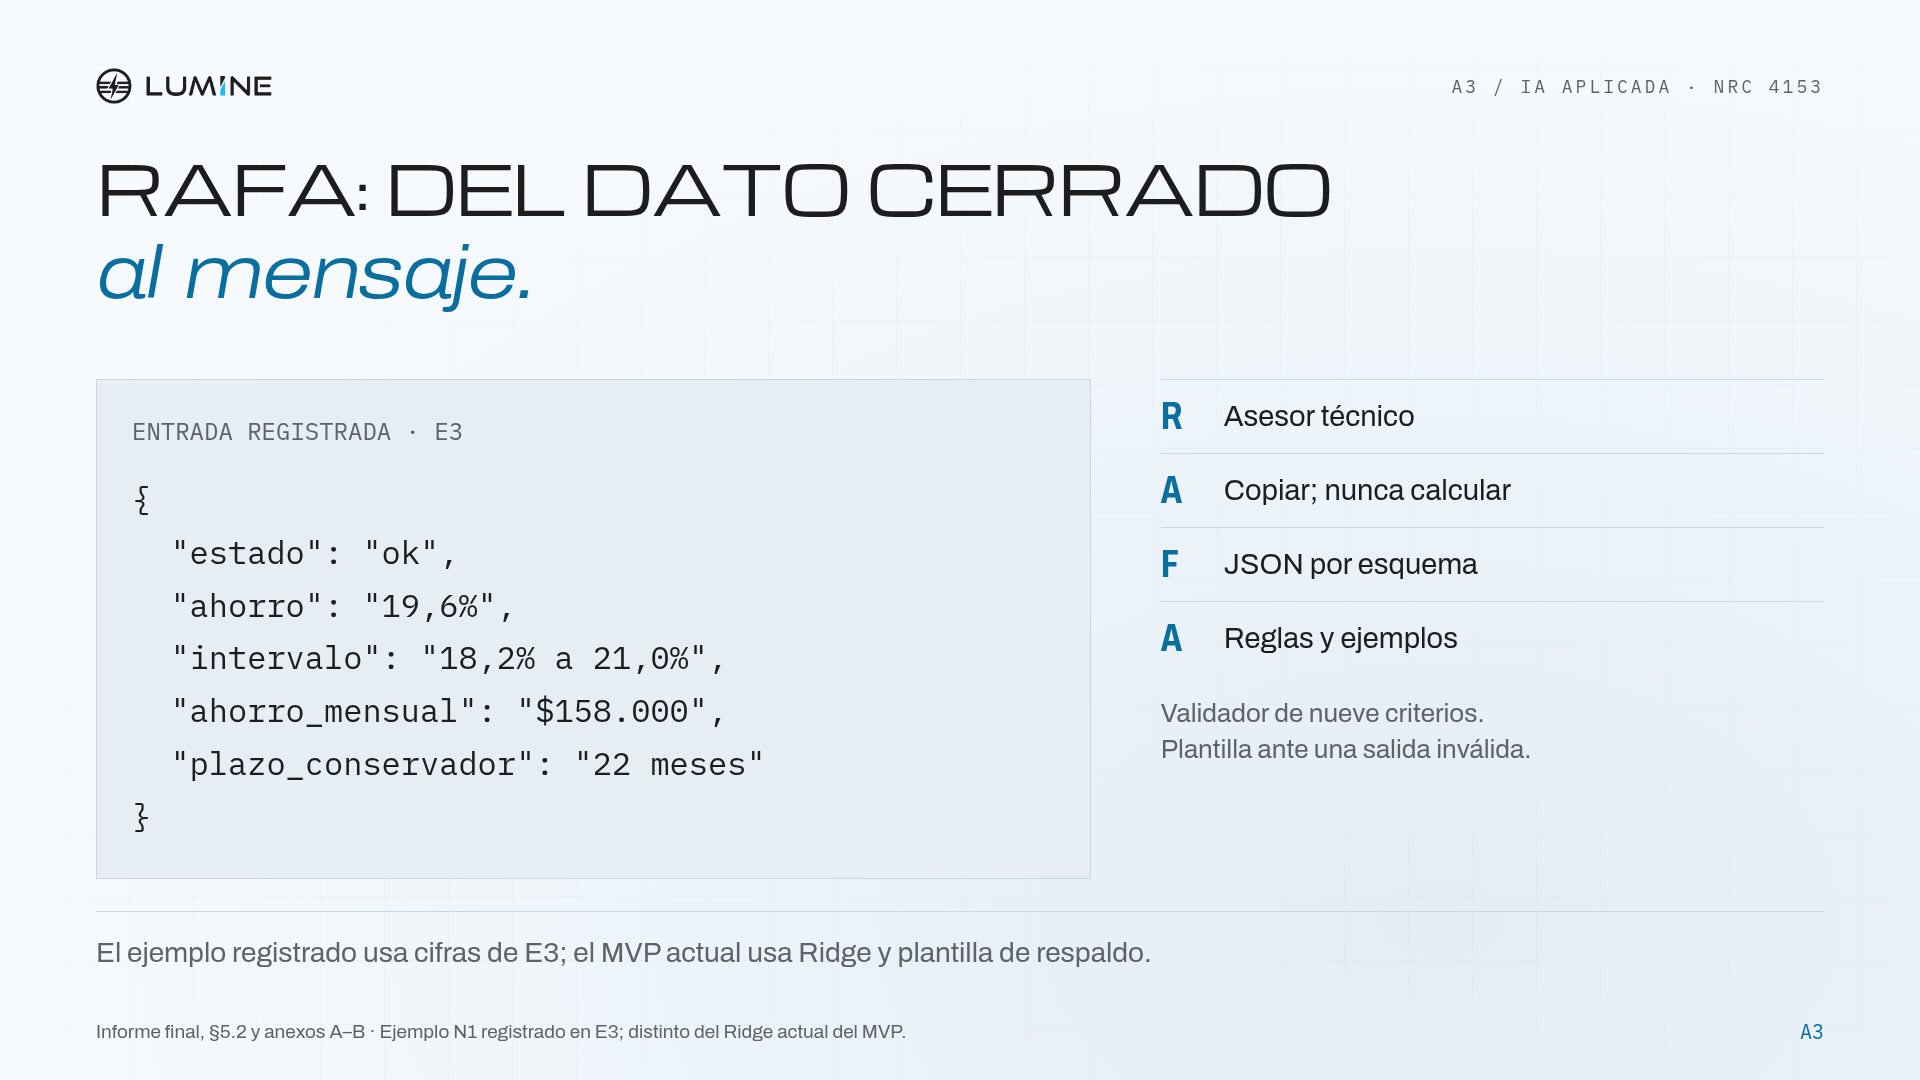 LUMINE
A3 / IA APLICADA · NRC 4153
RAFA: DEL DATO CERRADO
al mensaje.
ENTRADA REGISTRADA · E3
{
  "estado": "ok",
  "ahorro": "19,6%",
  "intervalo": "18,2% a 21,0%",
  "ahorro_mensual": "$158.000",
  "plazo_conservador": "22 meses"
}
R Asesor técnico
A Copiar; nunca calcular
F JSON por esquema
A Reglas y ejemplos
Validador de nueve criterios.
Plantilla ante una salida inválida.
El ejemplo registrado usa cifras de E3; el MVP actual usa Ridge y plantilla de respaldo.
Informe final, §5.2 y anexos A–B · Ejemplo N1 registrado en E3; distinto del Ridge actual del MVP.
A3